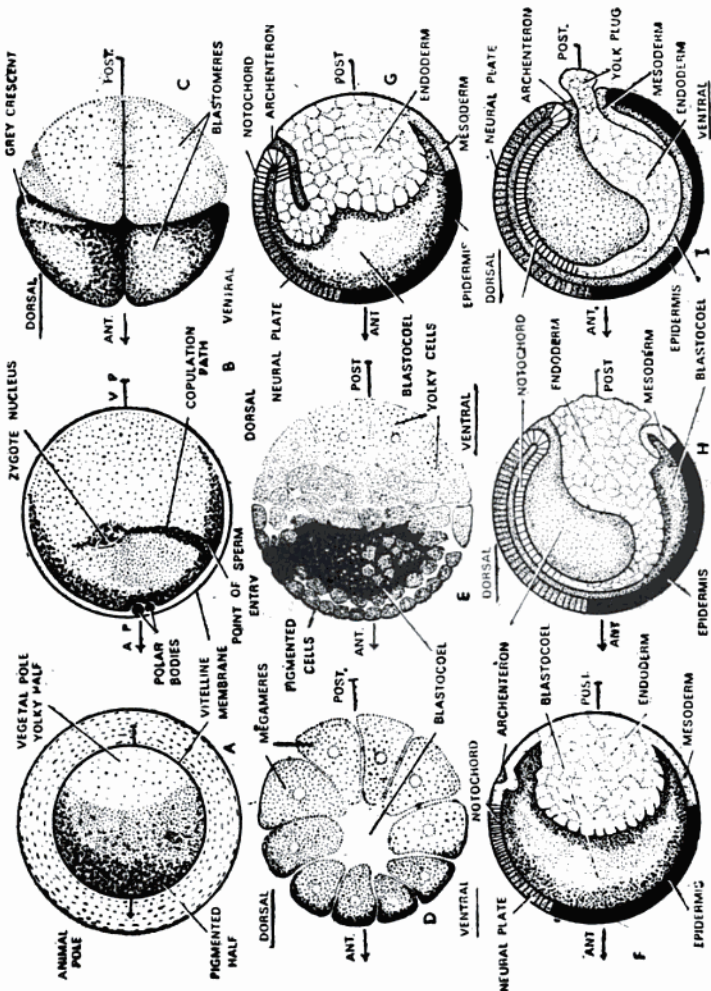 VEGETAL POLE
YOLKY HALF
ANIMAL
POLE
PIGMENTED
HALF
VITELLINE
MEMBRANE
A
ZYGOTE NUCLEUS
A P
V P
POLAR
BODIES
POINT OF SPERM
ENTRY
COPULATION
PATH
B
GREY CRESCENT
DORSAL
POST.
ANT.
VENTRAL
BLASTOMERES
C
MEGAMERES
DORSAL
POST.
ANT.
VENTRAL
BLASTOCOEL
D
DORSAL
PIGMENTED
CELLS
POST
ANT.
YOLKY CELLS
VENTRAL
BLASTOCOEL
E
NOTOCHORD
ARCHENTERON
NEURAL PLATE
POST
ANT
ENDODERM
MESODERM
EPIDERMIS
BLASTOCOEL
G
NOTOCHORD
ARCHENTERON
NEURAL PLATE
BLASTOCOEL
POST.
ANT
ENDODERM
MESODERM
EPIDERMIS
F
DORSAL
NOTOCHORD
ENDODERM
POST
ANT
MESODERM
EPIDERMIS
BLASTOCOEL
H
NEURAL PLATE
ARCHENTERON
DORSAL
POST.
YOLK PLUG
ANT.
MESODERM
ENDODERM
VENTRAL
EPIDERMIS
I